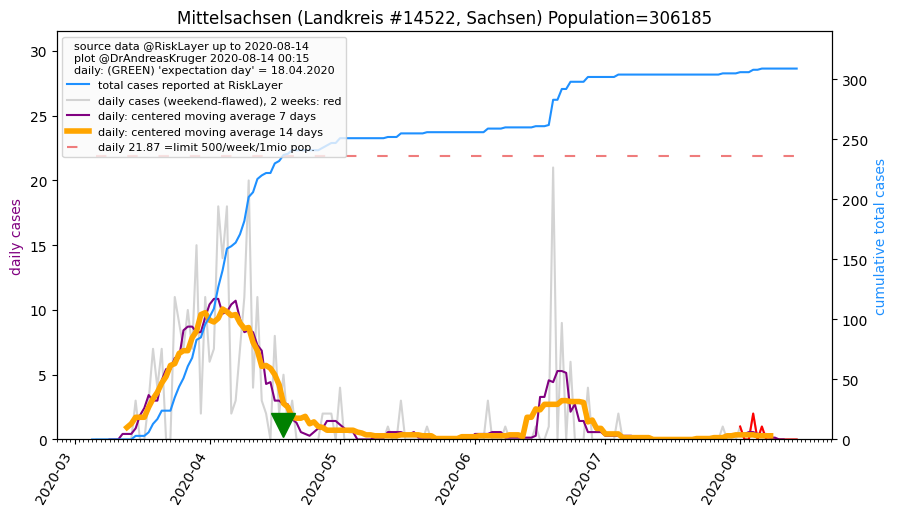 Mittelsachsen (Landkreis #14522, Sachsen) Population=306185
source data @RiskLayer up to 2020-08-14
plot @DrAndreasKruger 2020-08-14 00:15
daily: (GREEN) 'expectation day' = 18.04.2020
total cases reported at RiskLayer
daily cases (weekend-flawed), 2 weeks: red
daily: centered moving average 7 days
daily: centered moving average 14 days
daily 21.87 =limit 500/week/1mio pop.
daily cases
30
25
20
15
10
5
0
cumulative total cases
300
250
200
150
100
50
0
2020-03
2020-04
2020-05
2020-06
2020-07
2020-08